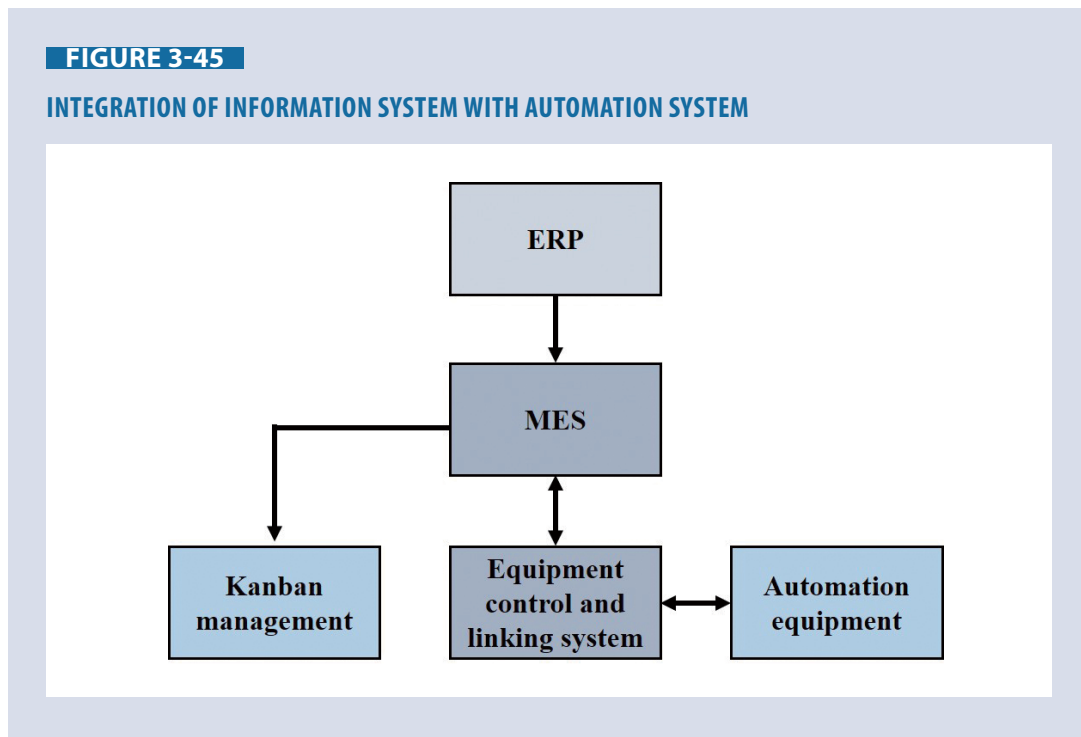 FIGURE 3-45
INTEGRATION OF INFORMATION SYSTEM WITH AUTOMATION SYSTEM
ERP
MES
Kanban
management
Equipment
control and
linking system
Automation
equipment